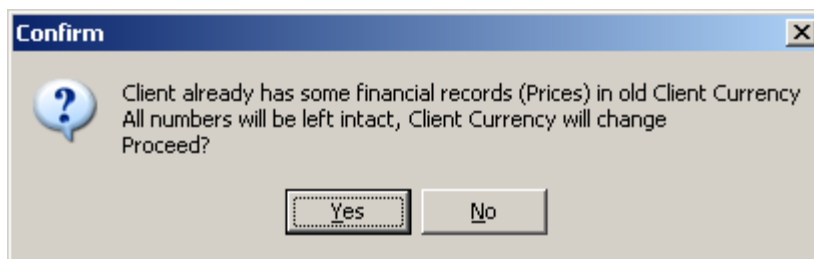 Confirm
Client already has some financial records (Prices) in old Client Currency
All numbers will be left intact, Client Currency will change
Proceed?
Yes
No